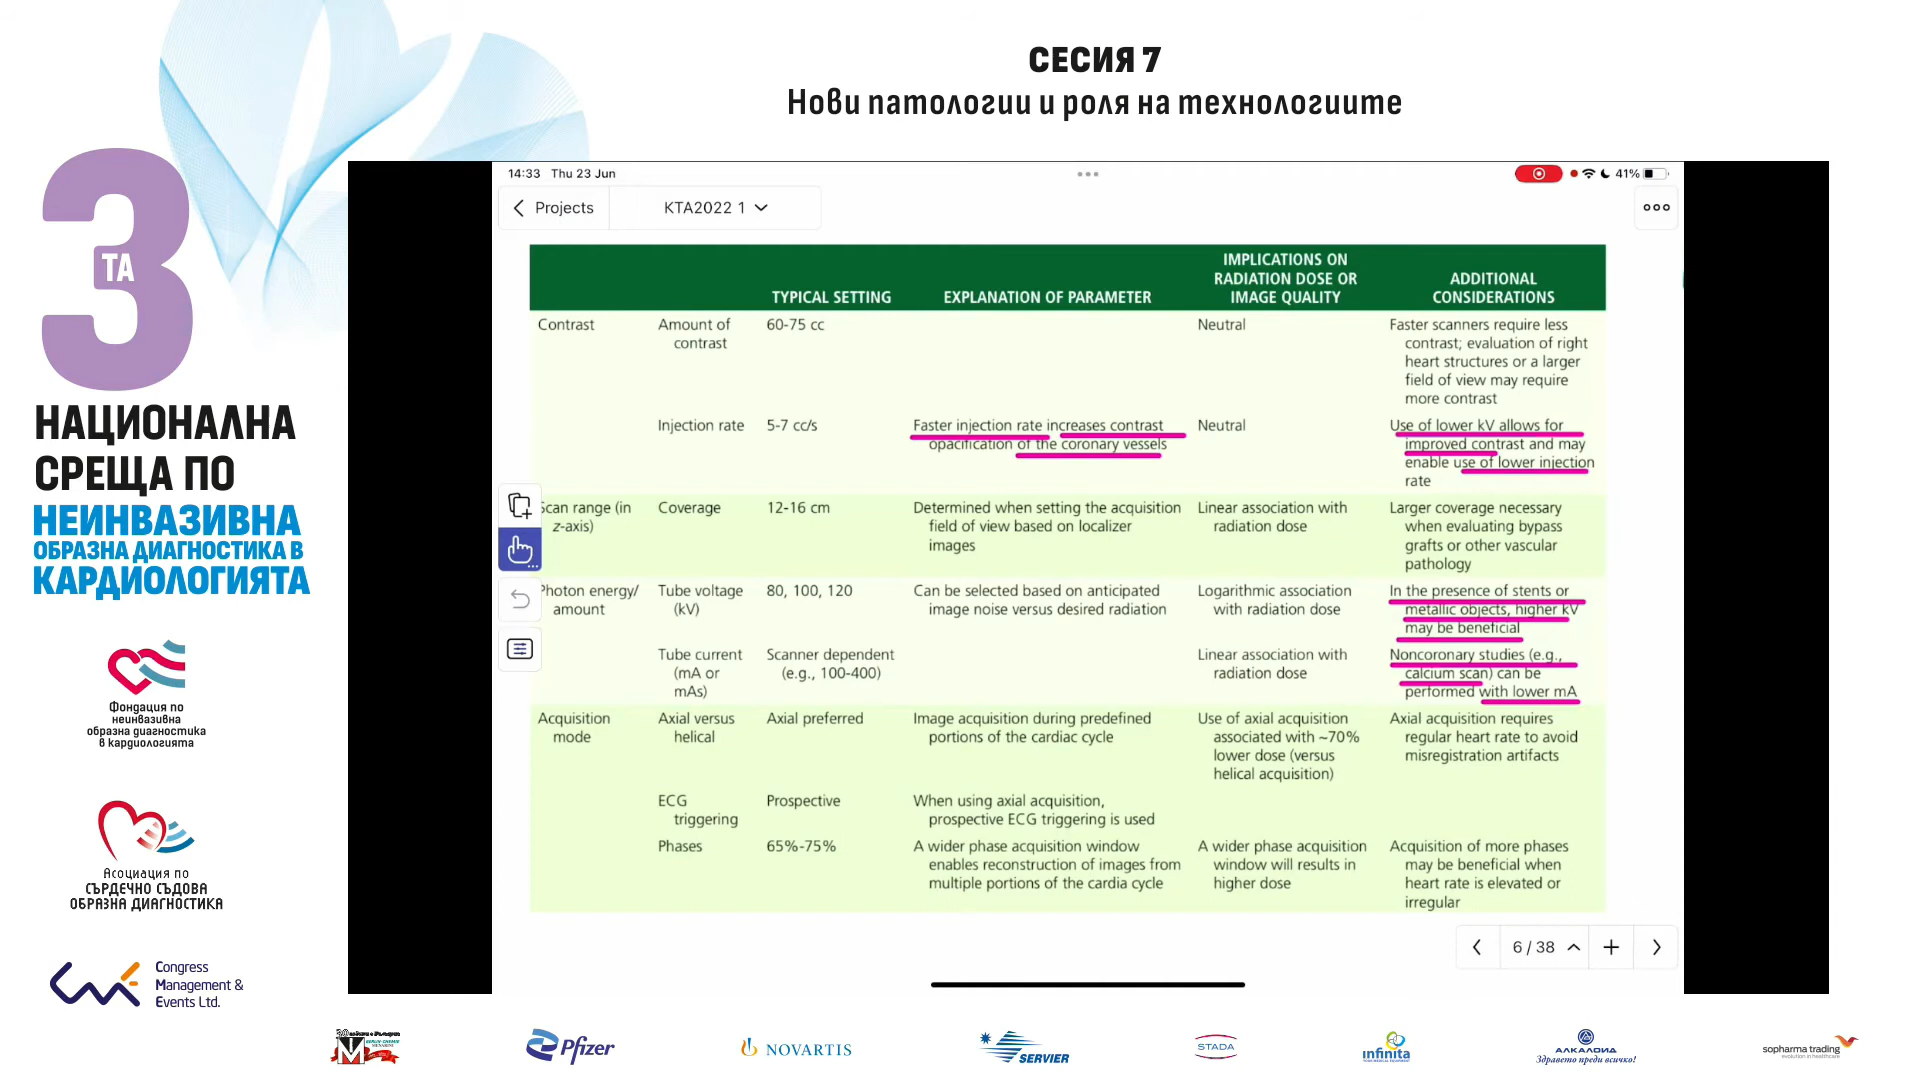 СЕСИЯ 7
Нови патологии и роля на технологиите
3
ТА
НАЦИОНАЛНА
СРЕЩА ПО
НЕИНВАЗИВНА
ОБРАЗНА ДИАГНОСТИКА В
КАРДИОЛОГИЯТА
Фондация по
неинвазивна
образна диагностика
в кардиологията
Асоциация по
СЪРДЕЧНО СЪДОВА
ОБРАЗНА ДИАГНОСТИКА
Congress
Management &
Events Ltd.
14:33 Thu 23 Jun
41%
Projects
KTA2022 1
TYPICAL SETTING
EXPLANATION OF PARAMETER
IMPLICATIONS ON
RADIATION DOSE OR
IMAGE QUALITY
ADDITIONAL
CONSIDERATIONS
Contrast
Amount of
contrast
60-75 cc
Neutral
Faster scanners require less
contrast; evaluation of right
heart structures or a larger
field of view may require
more contrast
Injection rate
5-7 cc/s
Faster injection rate increases contrast
opacification of the coronary vessels
Neutral
Use of lower kV allows for
improved contrast and may
enable use of lower injection
rate
Scan range (in
z-axis)
Coverage
12-16 cm
Determined when setting the acquisition
field of view based on localizer
images
Linear association with
radiation dose
Larger coverage necessary
when evaluating bypass
grafts or other vascular
pathology
Photon energy/
amount
Tube voltage
(kV)
80, 100, 120
Can be selected based on anticipated
image noise versus desired radiation
Logarithmic association
with radiation dose
In the presence of stents or
metallic objects, higher kV
may be beneficial
Tube current
(mA or
mAs)
Scanner dependent
(e.g., 100-400)
Linear association with
radiation dose
Noncoronary studies (e.g.,
calcium scan) can be
performed with lower mA
Acquisition
mode
Axial versus
helical
Axial preferred
Image acquisition during predefined
portions of the cardiac cycle
Use of axial acquisition
associated with ~70%
lower dose (versus
helical acquisition)
Axial acquisition requires
regular heart rate to avoid
misregistration artifacts
ECG
triggering
Prospective
When using axial acquisition,
prospective ECG triggering is used
Phases
65%-75%
A wider phase acquisition window
enables reconstruction of images from
multiple portions of the cardia cycle
A wider phase acquisition
window will results in
higher dose
Acquisition of more phases
may be beneficial when
heart rate is elevated or
irregular
6 / 38
BERLIN-CHEMIE
MENARINI
Pfizer
NOVARTIS
SERVIER
STADA
infinita
АЛКАЛОИД
Здравето преди всичко!
sopharma trading
evolution in healthcare